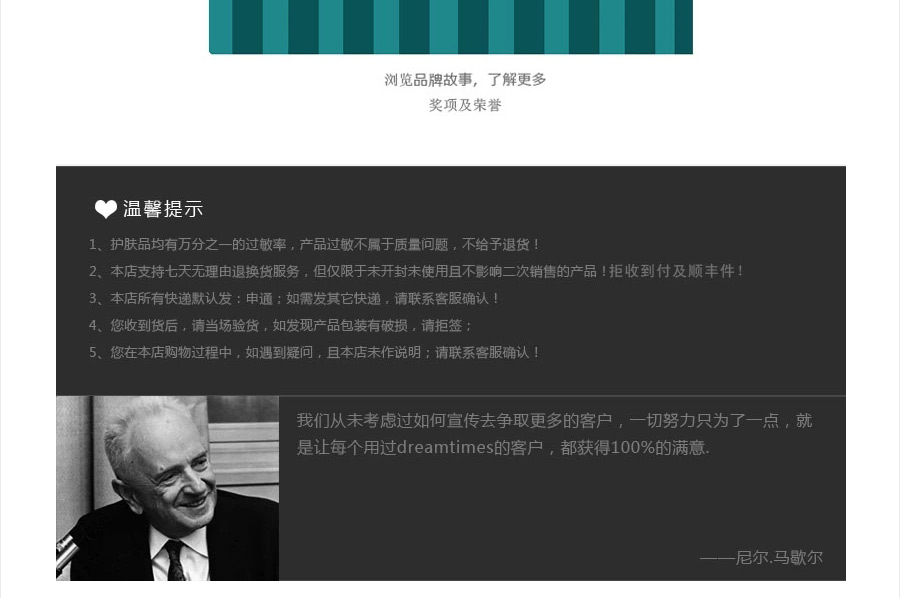 浏览品牌故事，了解更多
奖项及荣誉
温馨提示
1、护肤品均有万分之一的过敏率，产品过敏不属于质量问题，不给予退货！
2、本店支持七天无理由退换货服务，但仅限于未开封未使用且不影响二次销售的产品！拒收到付及顺丰件！
3、本店所有快递默认发：申通；如需发其它快递，请联系客服确认！
4、您收到货后，请当场验货，如发现产品包装有破损，请拒签；
5、您在本店购物过程中，如遇到疑问，且本店未作说明；请联系客服确认！
我们从未考虑过如何宣传去争取更多的客户，一切努力只为了一点，就
是让每个用过dreamtimes的客户，都获得100%的满意.
——尼尔.马歇尔